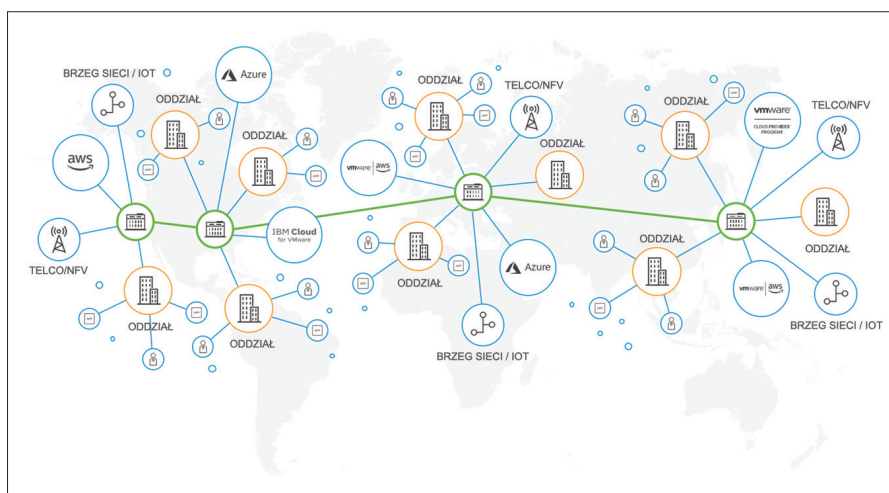 BRZEG SIECI / IOT
Azure
ODDZIAŁ
aws
ODDZIAŁ
IBM Cloud
for VMware
TELCO/NFV
ODDZIAŁ
ODDZIAŁ
ODDZIAŁ
TELCO/NFV
vmware | aws
ODDZIAŁ
ODDZIAŁ
Azure
BRZEG SIECI / IOT
ODDZIAŁ
vmware
CLOUD PROVIDER
PROGRAM
TELCO/NFV
ODDZIAŁ
ODDZIAŁ
vmware | aws
BRZEG SIECI / IOT